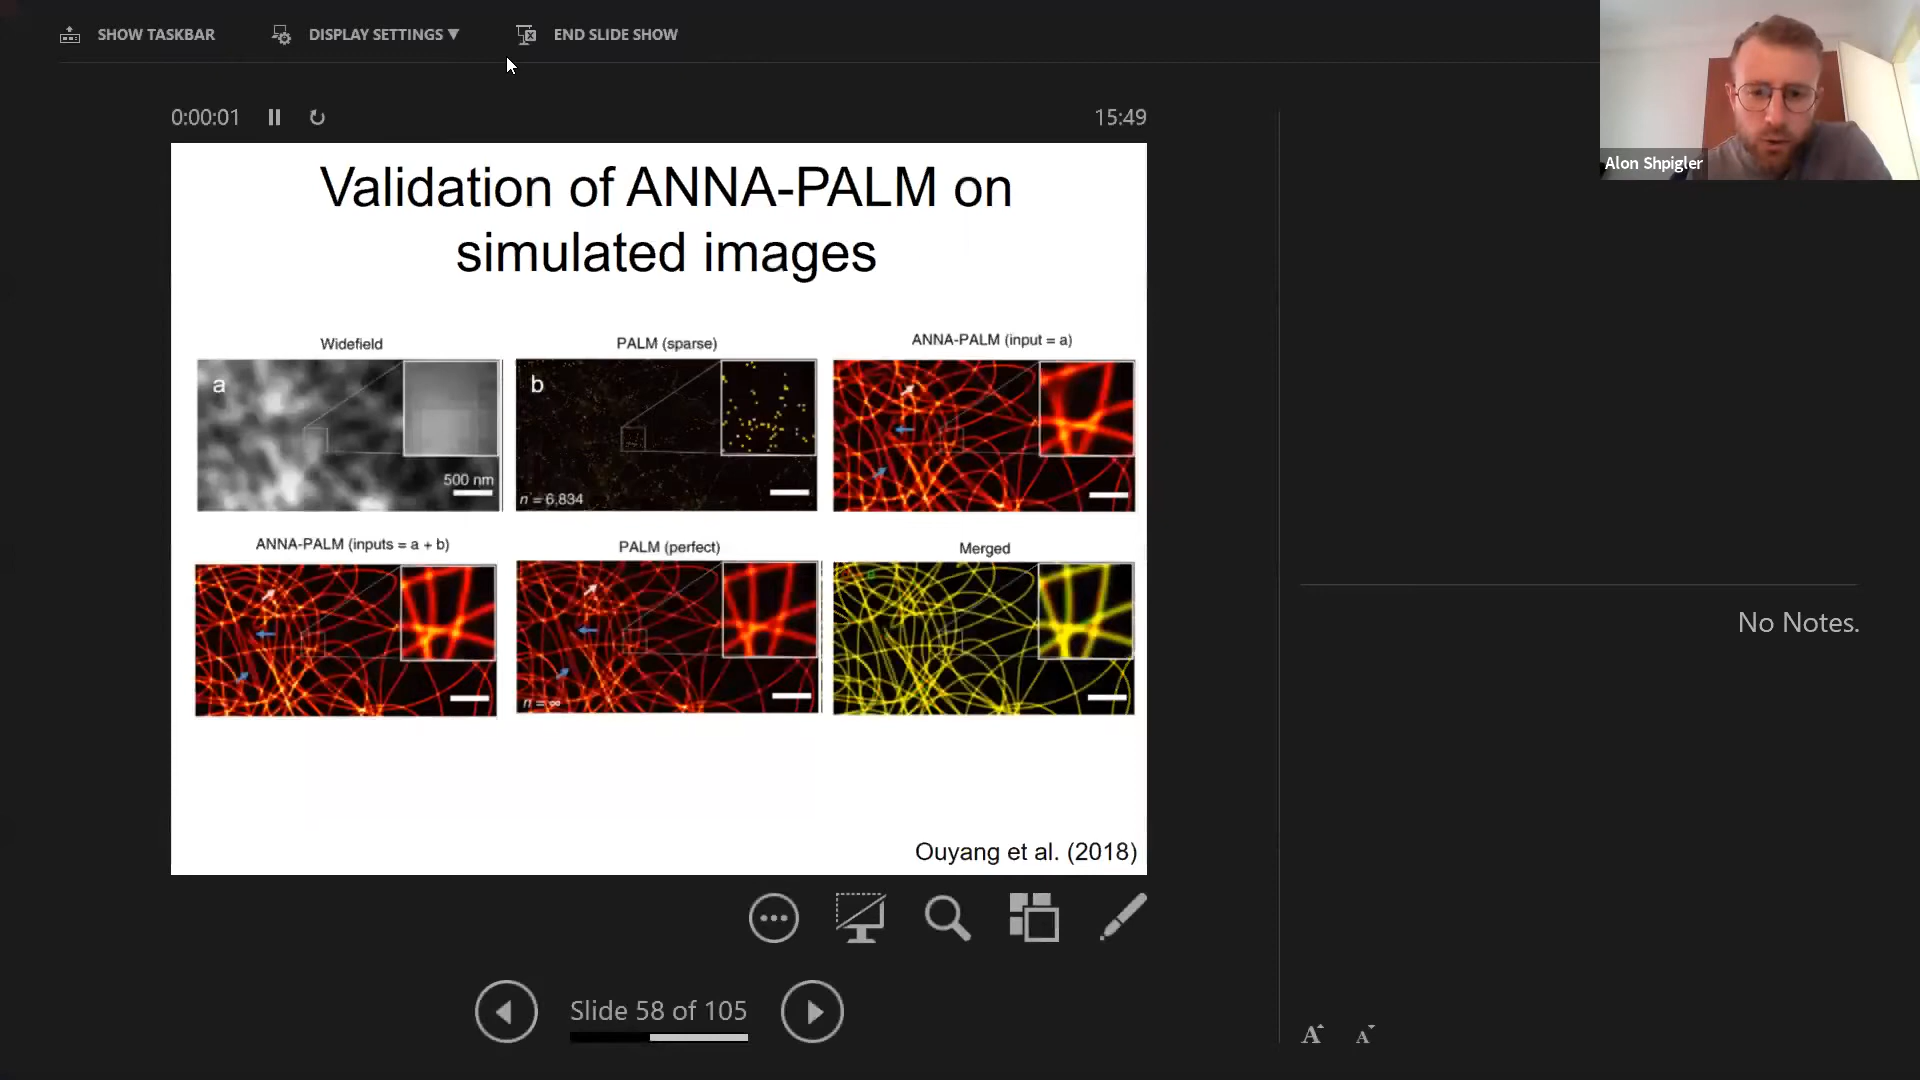 SHOW TASKBAR
DISPLAY SETTINGS ▼
END SLIDE SHOW
Alon Shpigler
0:00:01
15:49
Validation of ANNA-PALM on
simulated images
Widefield
PALM (sparse)
ANNA-PALM (input = a)
a
500 nm
b
n = 6,834
ANNA-PALM (inputs = a + b)
PALM (perfect)
Merged
n = ∞
Ouyang et al. (2018)
No Notes.
Slide 58 of 105
A A